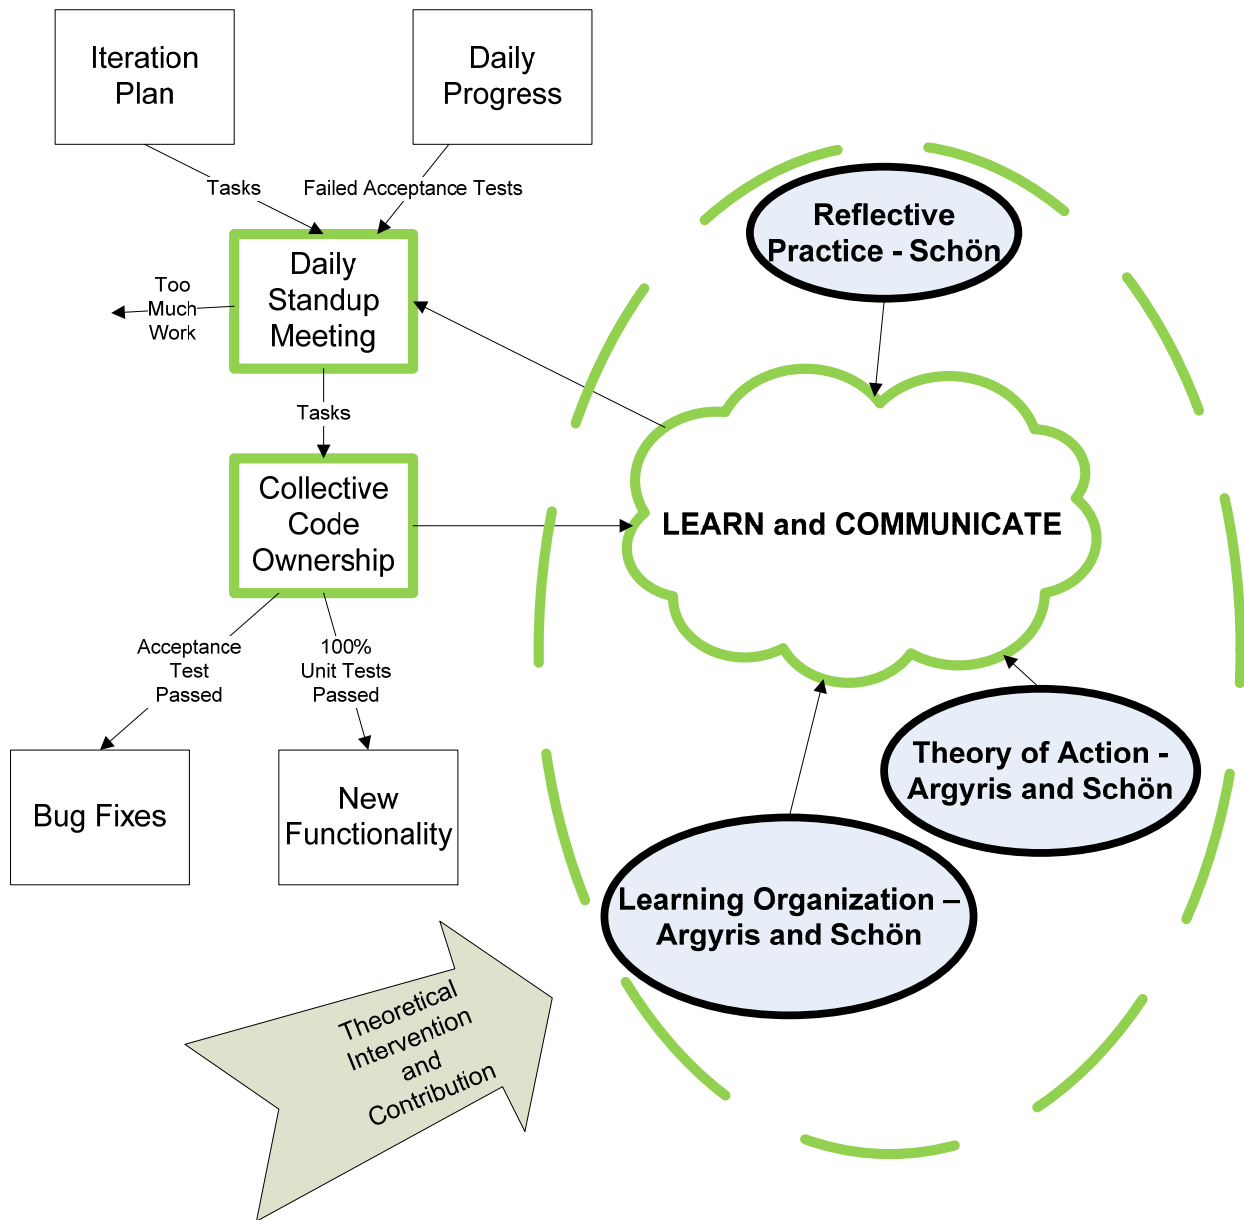 Iteration
Plan
Daily
Progress
Tasks
Failed Acceptance Tests
Reflective
Practice - Schön
Daily
Standup
Meeting
Too
Much
Work
Tasks
Collective
Code
Ownership
LEARN and COMMUNICATE
Acceptance
Test
Passed
100%
Unit Tests
Passed
Theory of Action -
Argyris and Schön
Bug Fixes
New
Functionality
Learning Organization –
Argyris and Schön
Theoretical
Intervention
and
Contribution